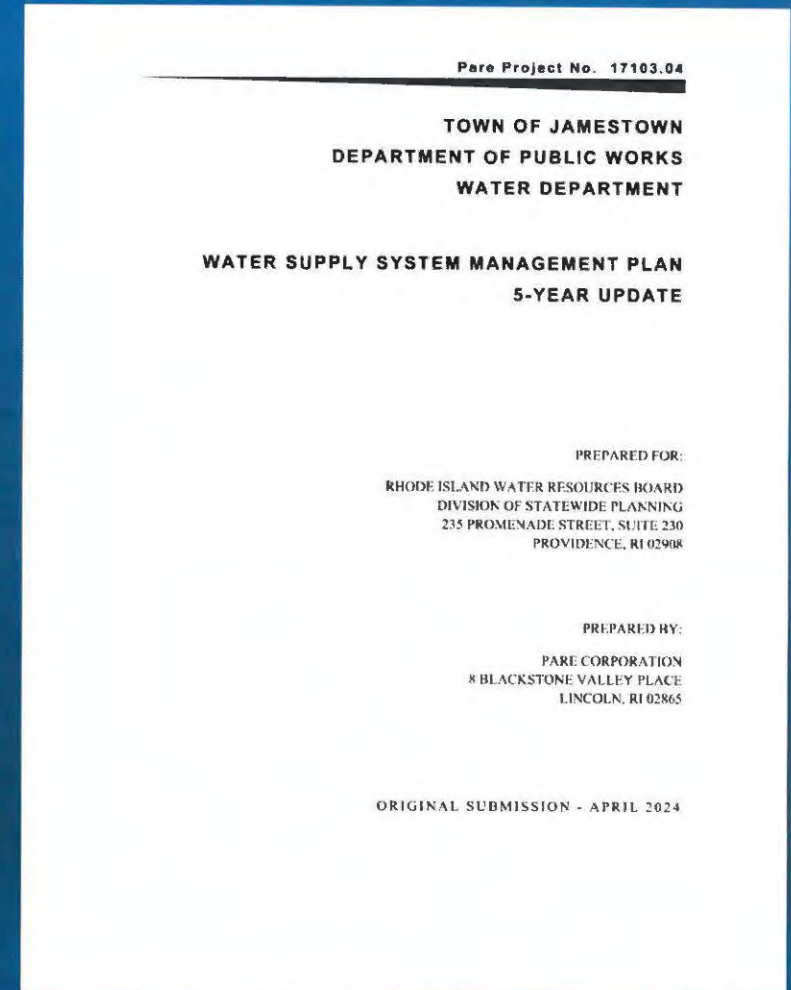 Pare Project No. 17103.04
TOWN OF JAMESTOWN
DEPARTMENT OF PUBLIC WORKS
WATER DEPARTMENT
WATER SUPPLY SYSTEM MANAGEMENT PLAN
5-YEAR UPDATE
PREPARED FOR:
RHODE ISLAND WATER RESOURCES BOARD
DIVISION OF STATEWIDE PLANNING
235 PROMENADE STREET, SUITE 230
PROVIDENCE, RI 02908
PREPARED BY:
PARE CORPORATION
8 BLACKSTONE VALLEY PLACE
LINCOLN, RI 02865
ORIGINAL SUBMISSION - APRIL 2024